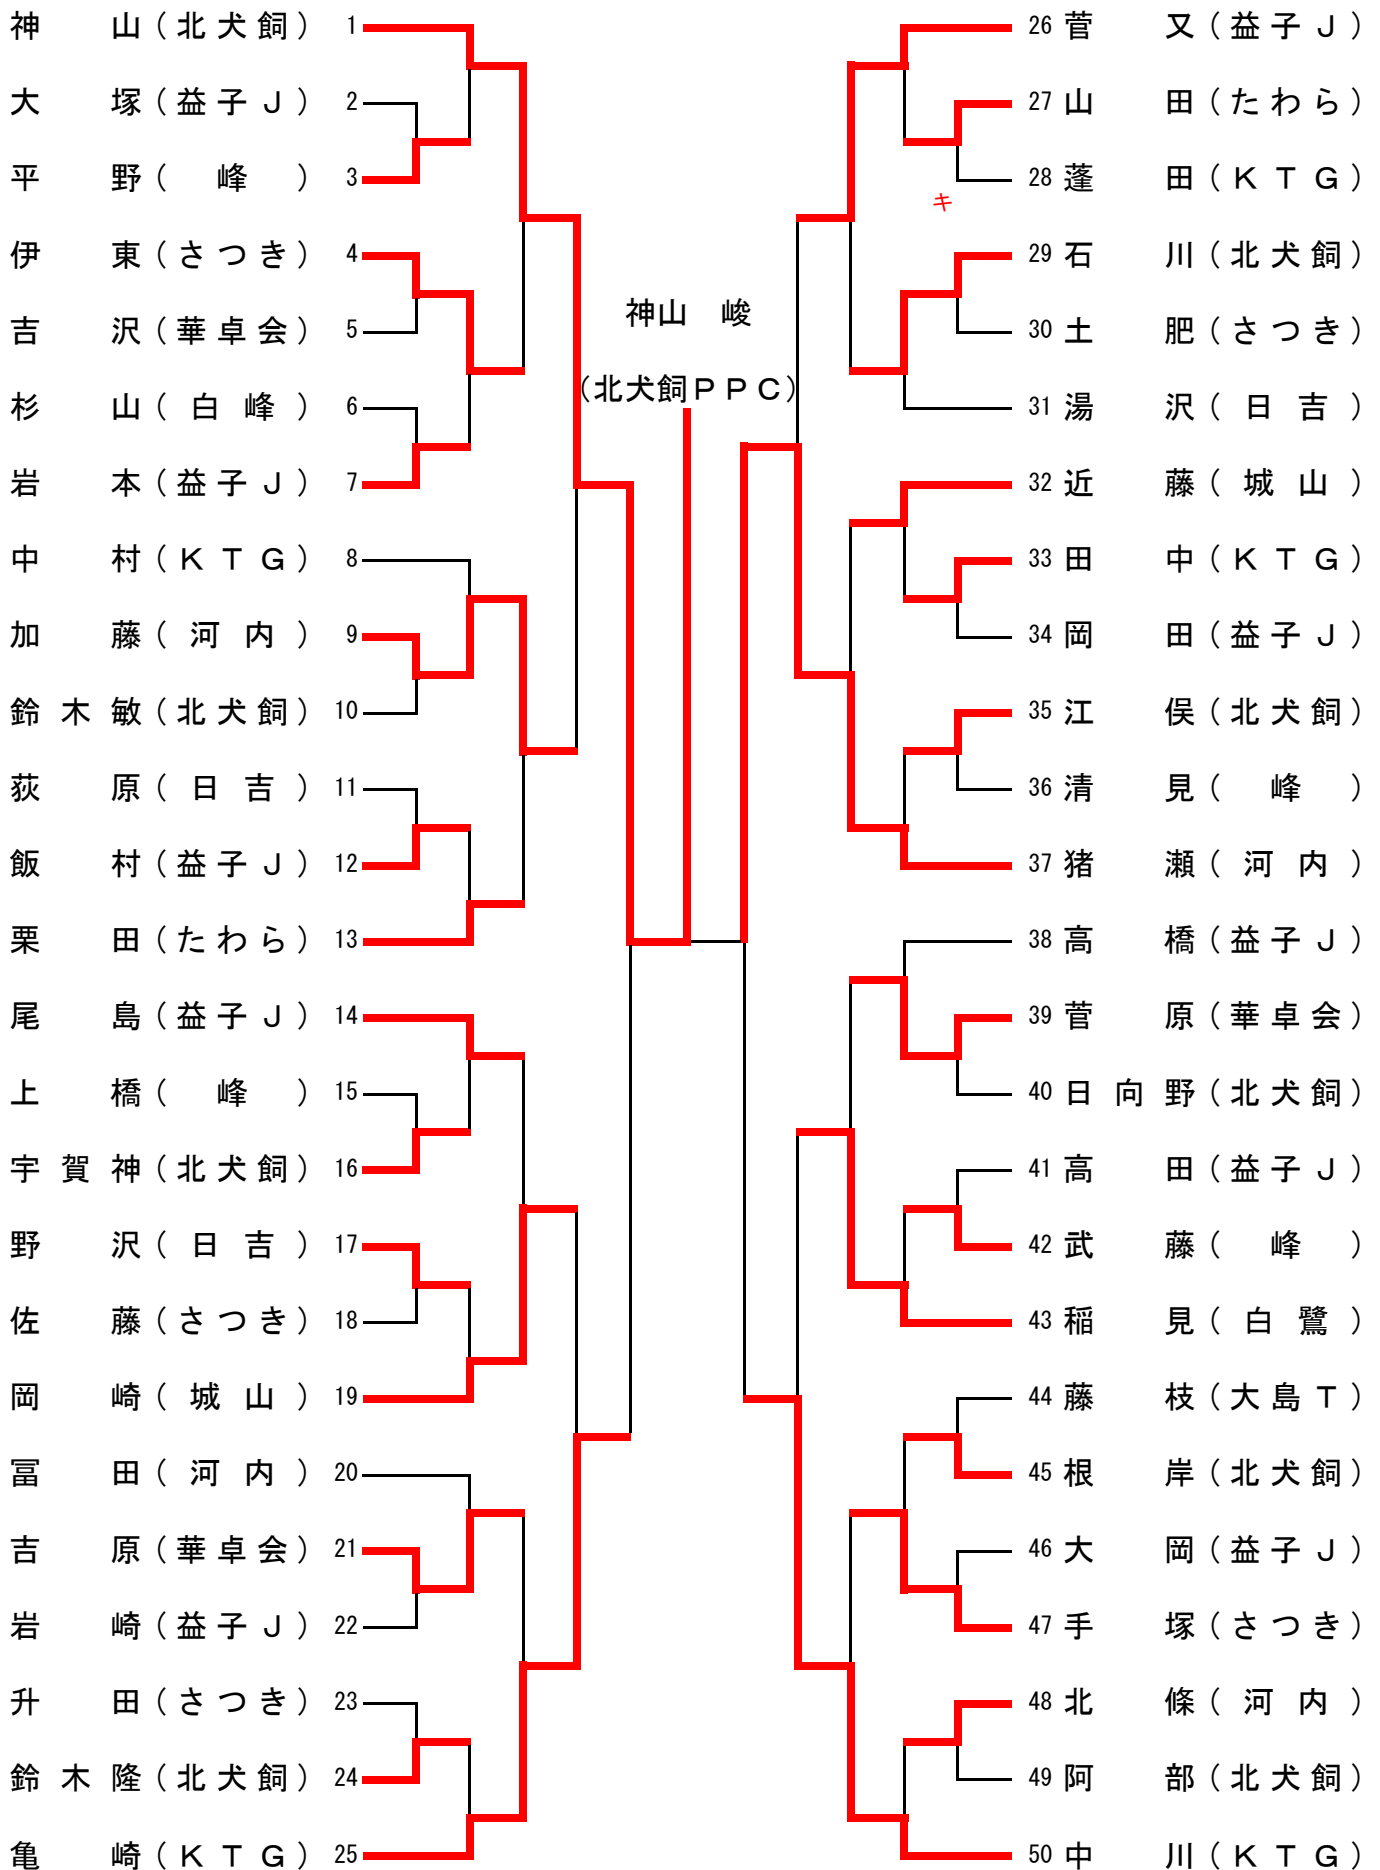 神山（北犬飼） 1
大塚（益子Ｊ） 2
平野（峰） 3
伊東（さつき） 4
吉沢（華卓会） 5
杉山（白峰） 6
岩本（益子Ｊ） 7
中村（ＫＴＧ） 8
加藤（河内） 9
鈴木敏（北犬飼） 10
荻原（日吉） 11
飯村（益子Ｊ） 12
栗田（たわら） 13
尾島（益子Ｊ） 14
上橋（峰） 15
宇賀神（北犬飼） 16
野沢（日吉） 17
佐藤（さつき） 18
岡崎（城山） 19
冨田（河内） 20
吉原（華卓会） 21
岩崎（益子Ｊ） 22
升田（さつき） 23
鈴木隆（北犬飼） 24
亀崎（ＫＴＧ） 25
神山　峻
（北犬飼ＰＰＣ）
26 菅又（益子Ｊ）
27 山田（たわら）
28 蓬田（ＫＴＧ）
キ
29 石川（北犬飼）
30 土肥（さつき）
31 湯沢（日吉）
32 近藤（城山）
33 田中（ＫＴＧ）
34 岡田（益子Ｊ）
35 江俣（北犬飼）
36 清見（峰）
37 猪瀬（河内）
38 高橋（益子Ｊ）
39 菅原（華卓会）
40 日向野（北犬飼）
41 高田（益子Ｊ）
42 武藤（峰）
43 稲見（白鷺）
44 藤枝（大島Ｔ）
45 根岸（北犬飼）
46 大岡（益子Ｊ）
47 手塚（さつき）
48 北條（河内）
49 阿部（北犬飼）
50 中川（ＫＴＧ）